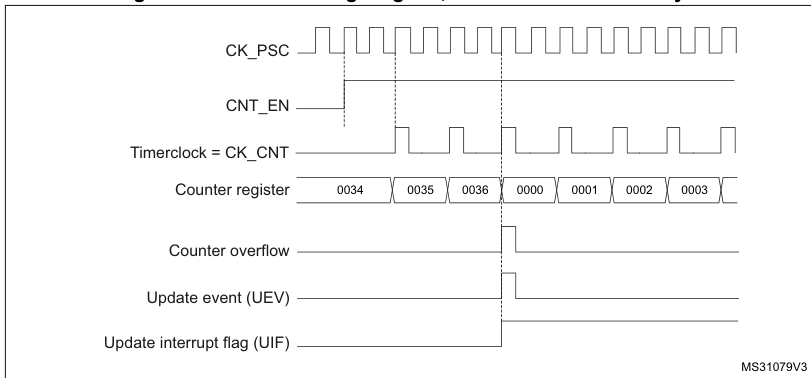 CK_PSC
CNT_EN
Timerclock = CK_CNT
Counter register 0034 0035 0036 0000 0001 0002 0003
Counter overflow
Update event (UEV)
Update interrupt flag (UIF)
MS31079V3